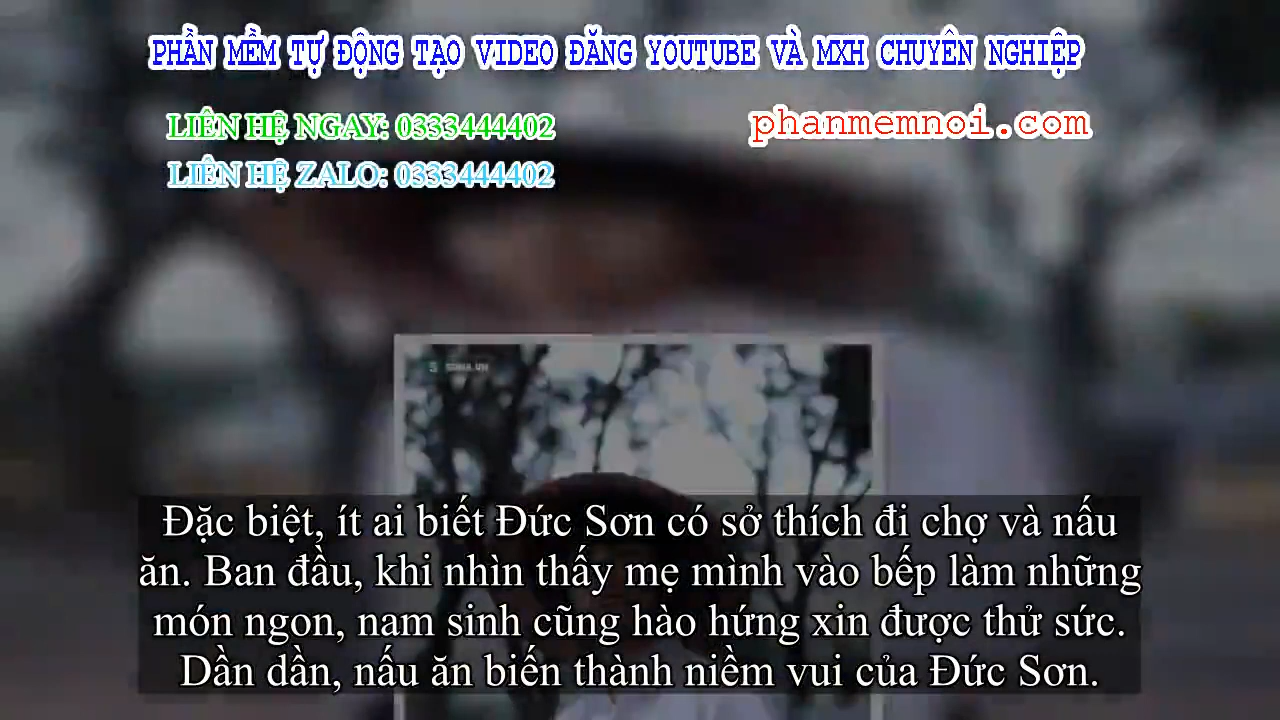 PHẦN MỀM TỰ ĐỘNG TẠO VIDEO ĐĂNG YOUTUBE VÀ MXH CHUYÊN NGHIỆP
LIÊN HỆ NGAY: 0333444402
phanmemnoi.com
LIÊN HỆ ZALO: 0333444402
Đặc biệt, ít ai biết Đức Sơn có sở thích đi chợ và nấu
ăn. Ban đầu, khi nhìn thấy mẹ mình vào bếp làm những
món ngon, nam sinh cũng hào hứng xin được thử sức.
Dần dần, nấu ăn biến thành niềm vui của Đức Sơn.